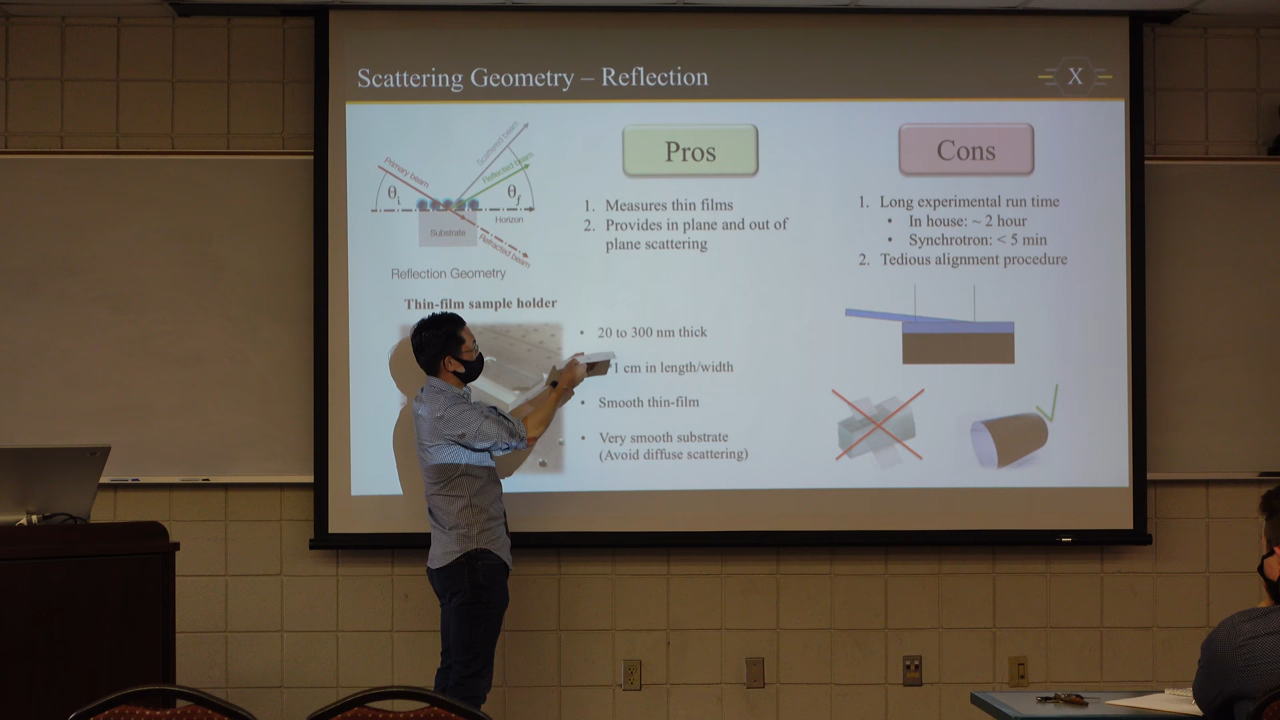 Scattering Geometry – Reflection
X
Scattered beam
Primary beam
Reflected beam
θi
θf
Horizon
Substrate
Refracted beam
Reflection Geometry
Pros
1. Measures thin films
2. Provides in plane and out of
plane scattering
Cons
1. Long experimental run time
• In house: ~ 2 hour
• Synchrotron: < 5 min
2. Tedious alignment procedure
Thin-film sample holder
• 20 to 300 nm thick
1 cm in length/width
• Smooth thin-film
• Very smooth substrate
(Avoid diffuse scattering)